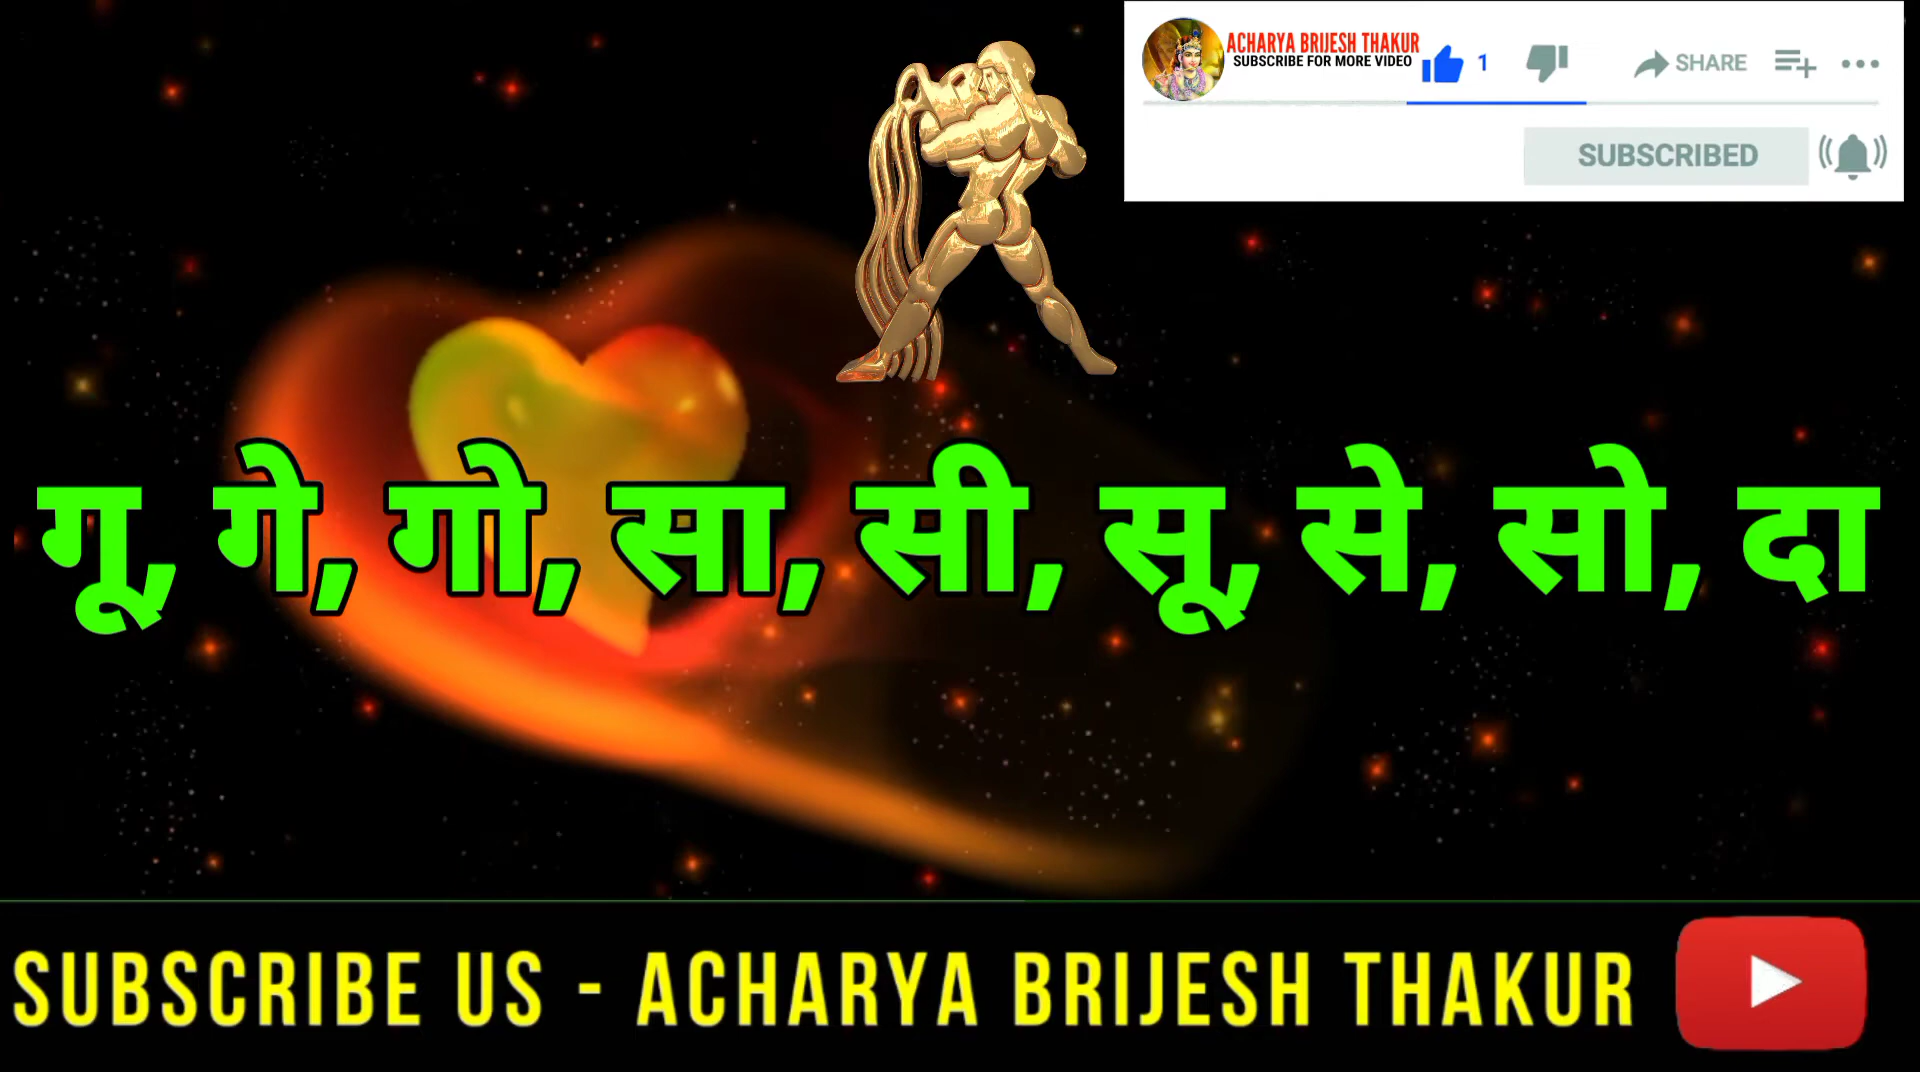 ACHARYA BRIJESH THAKUR
SUBSCRIBE FOR MORE VIDEO
1
SHARE
SUBSCRIBED
गू, गे, गो, सा, सी, सू, से, सो, दा
SUBSCRIBE US - ACHARYA BRIJESH THAKUR